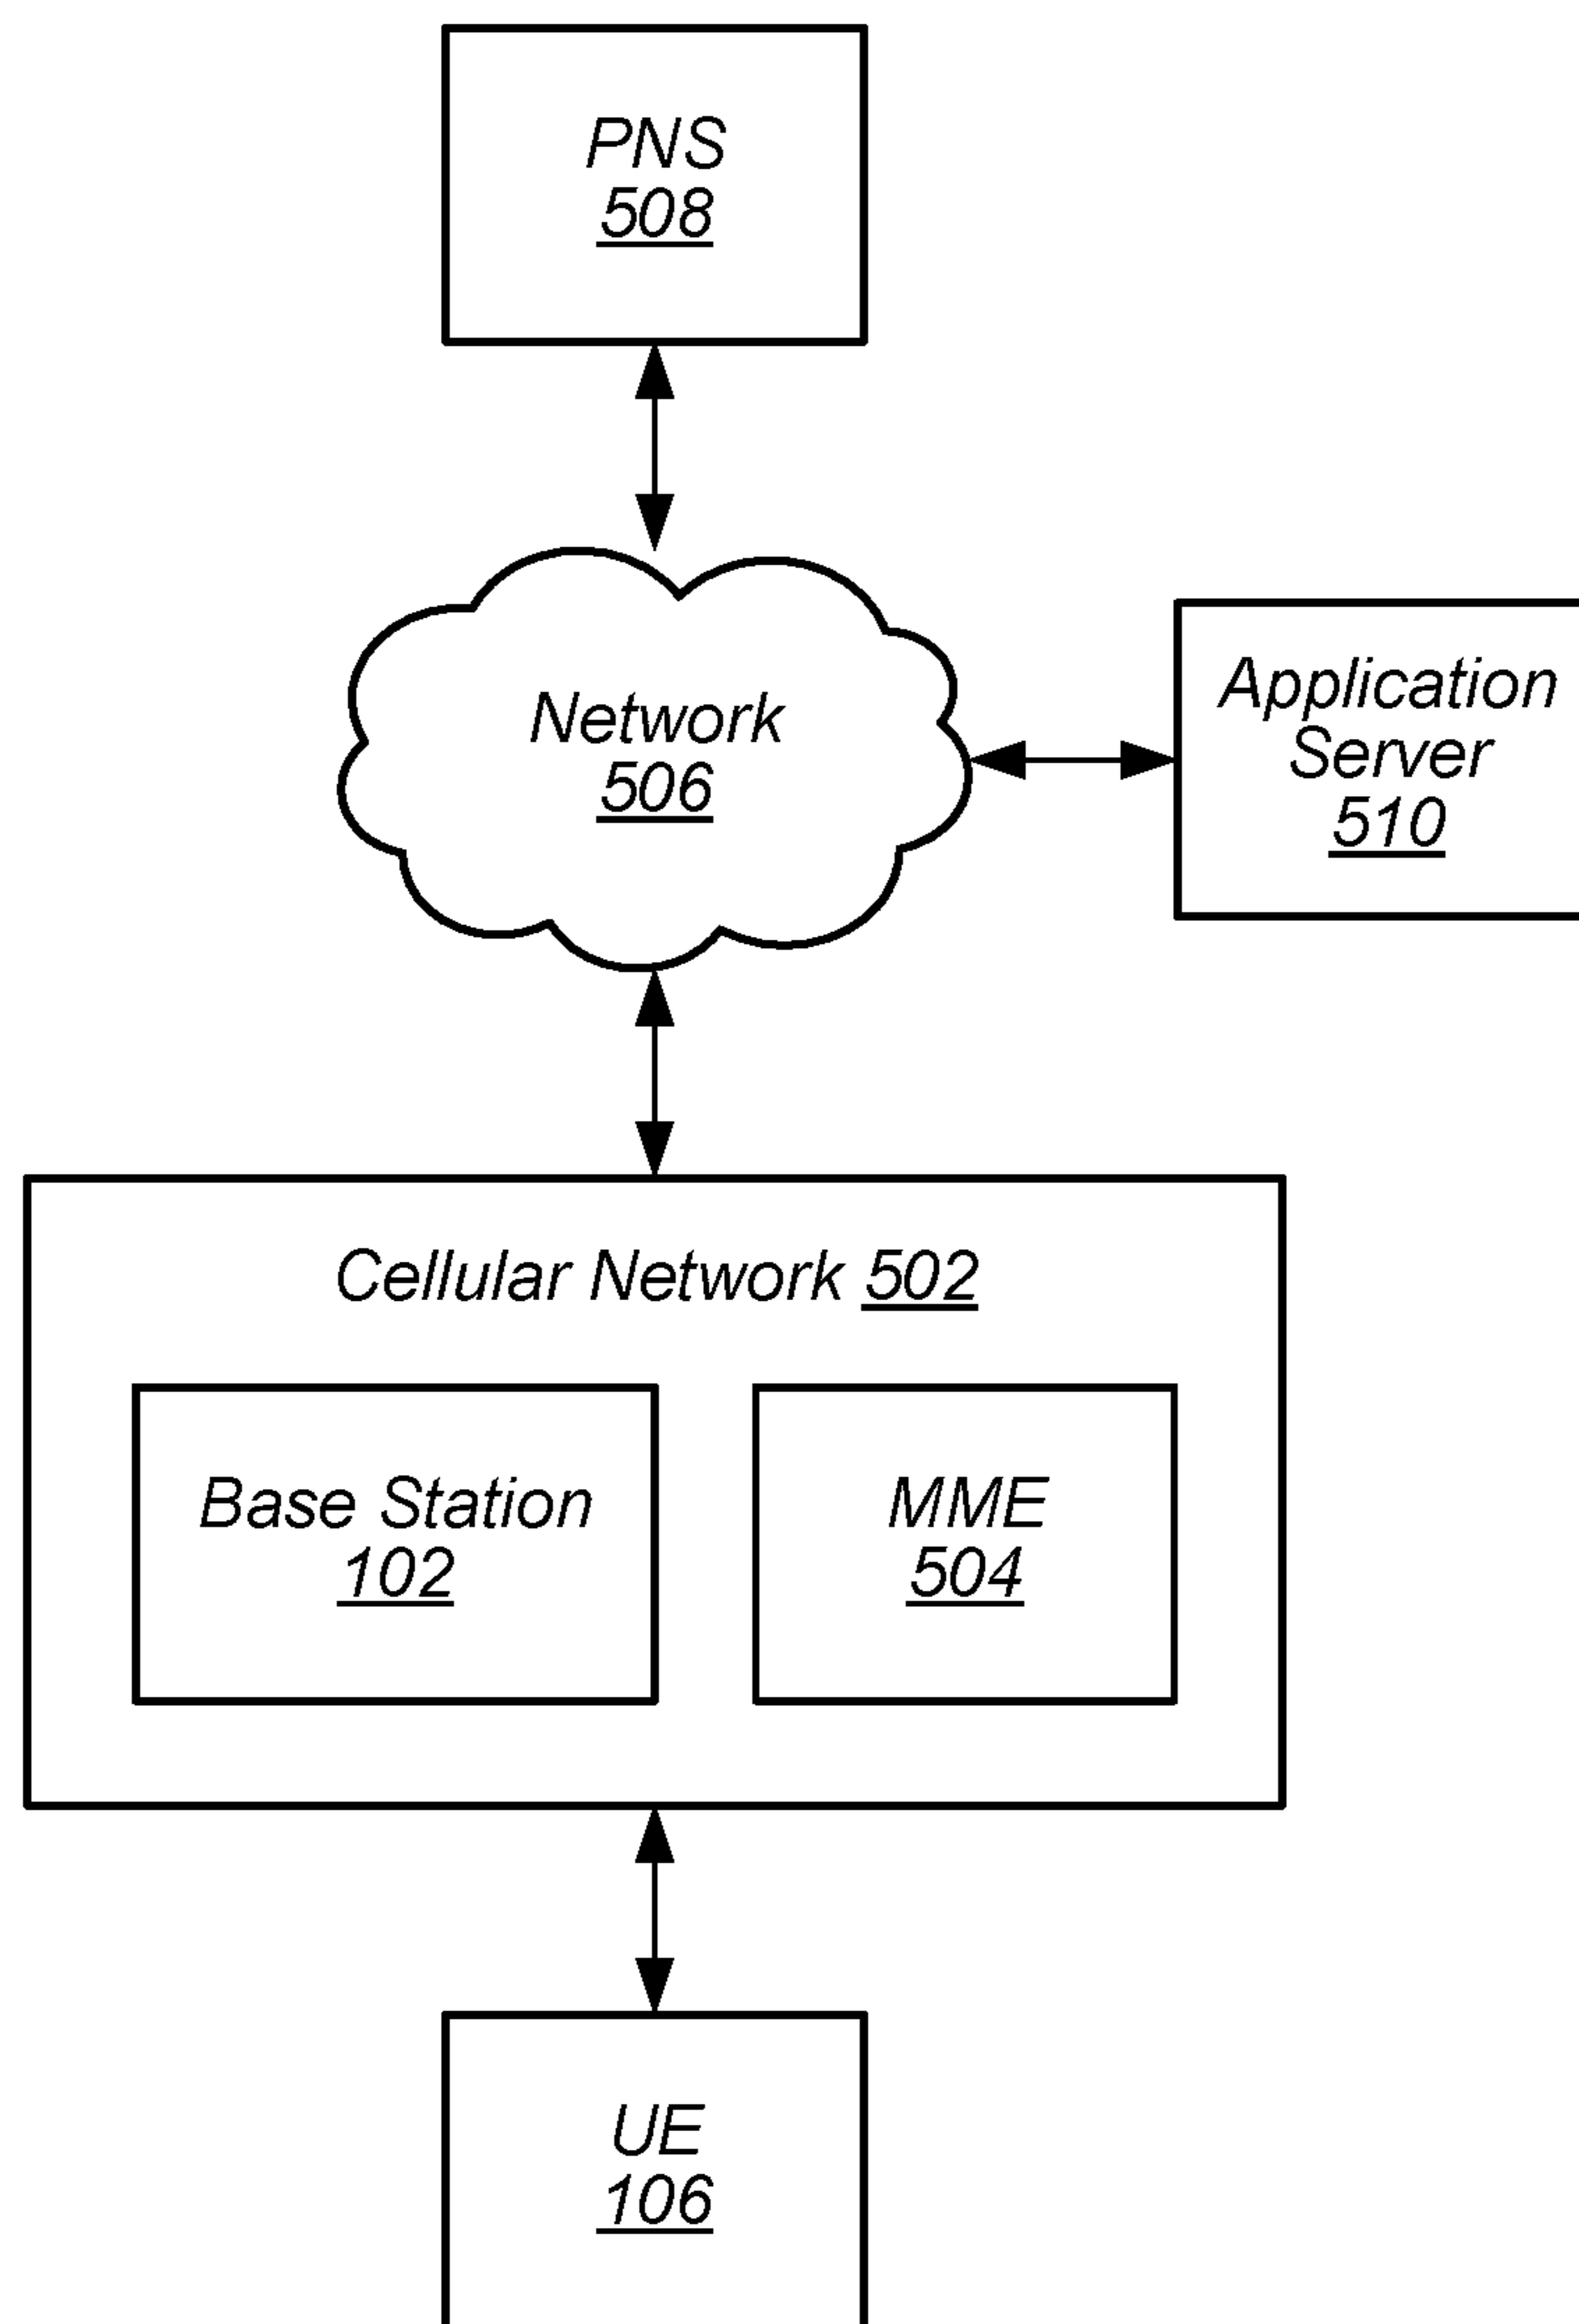 PNS
508
Network
506
Application
Server
510
Cellular Network 502
Base Station
102
MME
504
UE
106